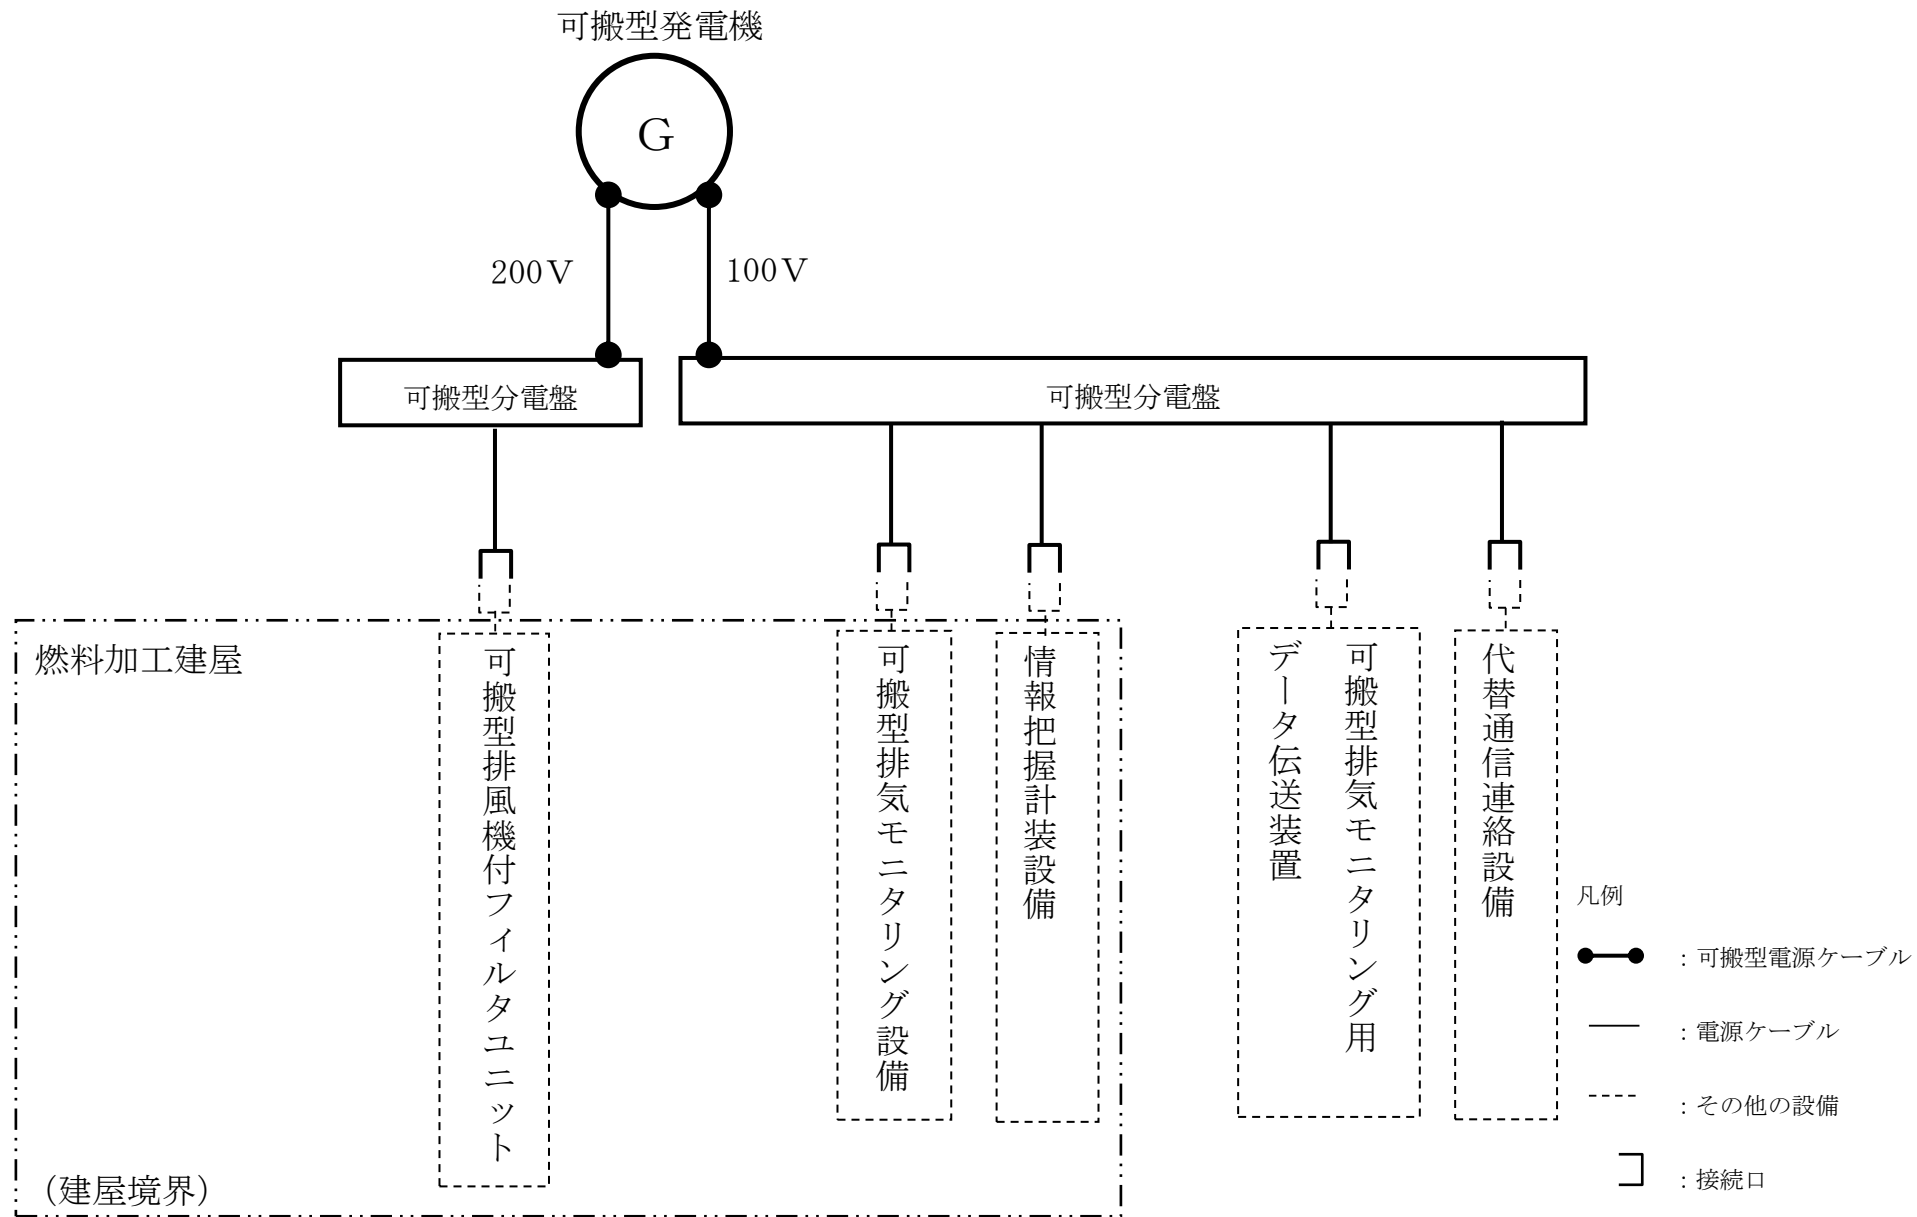 可搬型発電機
G
200V
100V
可搬型分電盤
可搬型分電盤
燃料加工建屋
可搬型排風機付フィルタユニット
可搬型排気モニタリング設備
情報把握計装設備
可搬型排気モニタリング用
データ伝送装置
代替通信連絡設備
(建屋境界)
凡例
：可搬型電源ケーブル
：電源ケーブル
：その他の設備
：接続口